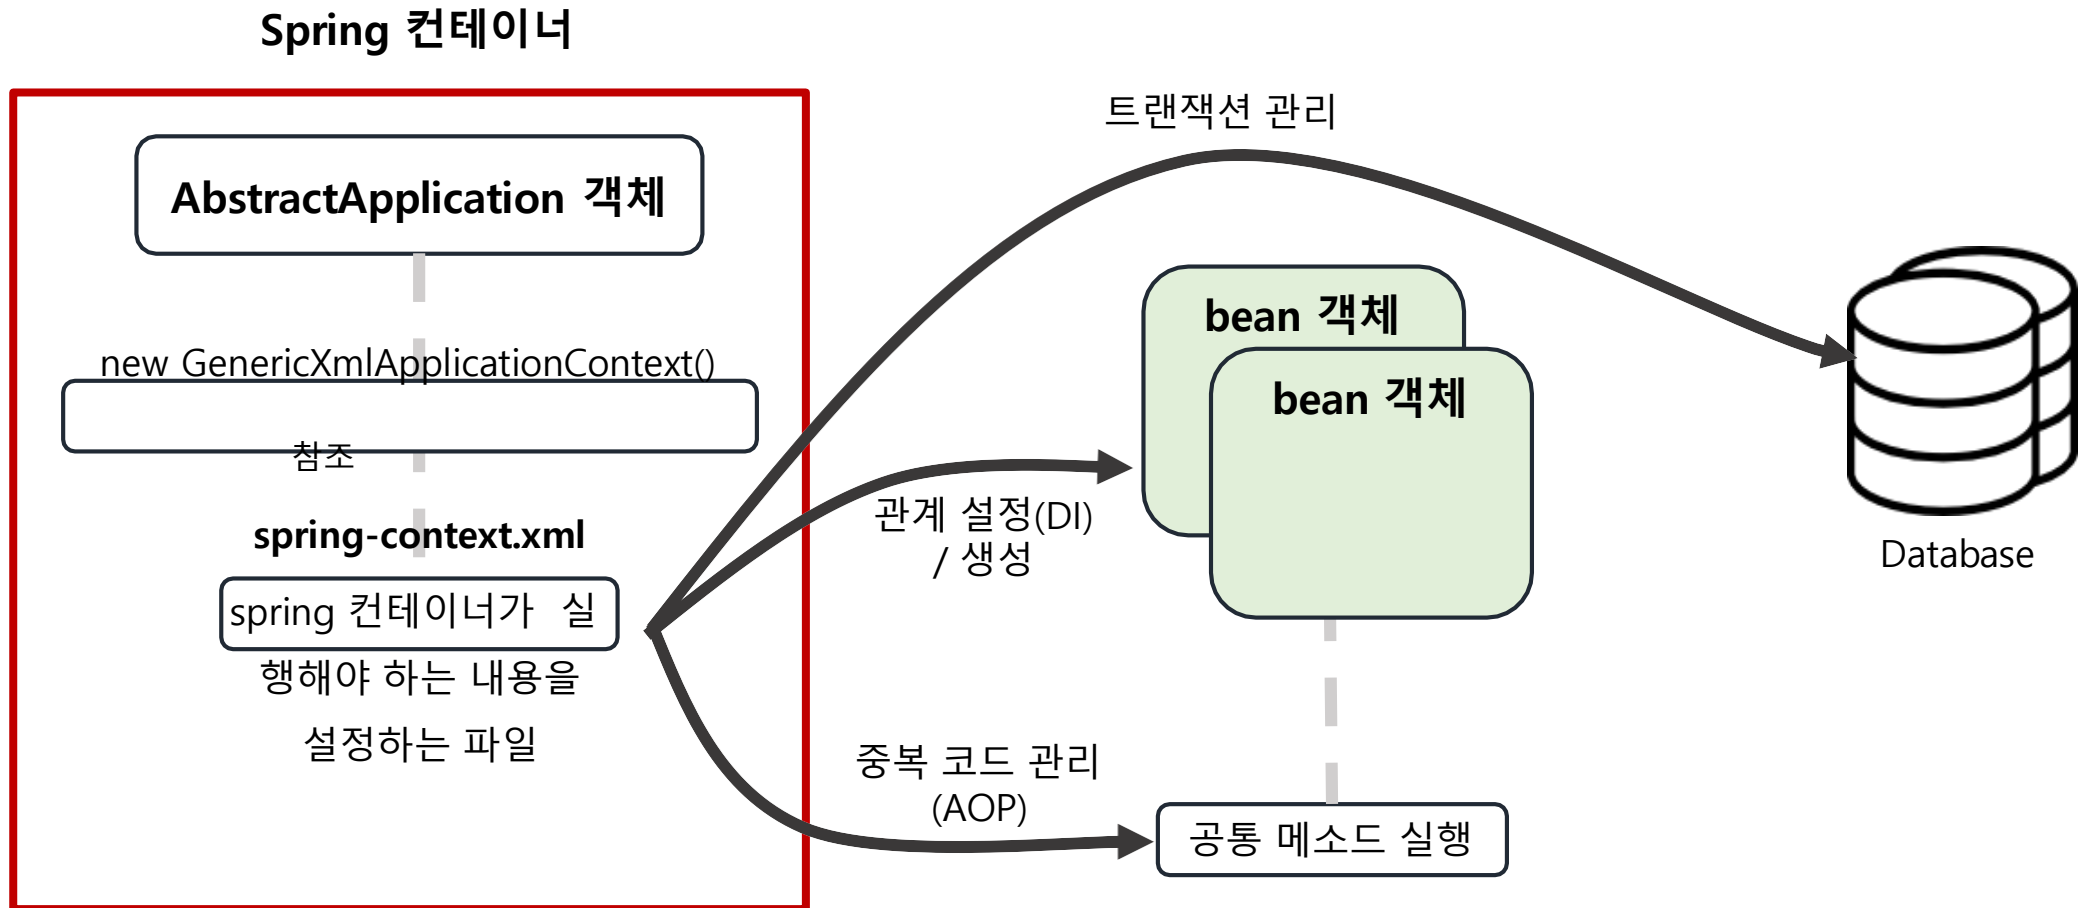 Spring 컨테이너
AbstractApplication 객체
new GenericXmlApplicationContext()
참조
spring-context.xml
spring 컨테이너가 실
행해야 하는 내용을
설정하는 파일
트랜잭션 관리
관계 설정(DI)
/ 생성
중복 코드 관리
(AOP)
bean 객체
bean 객체
공통 메소드 실행
Database